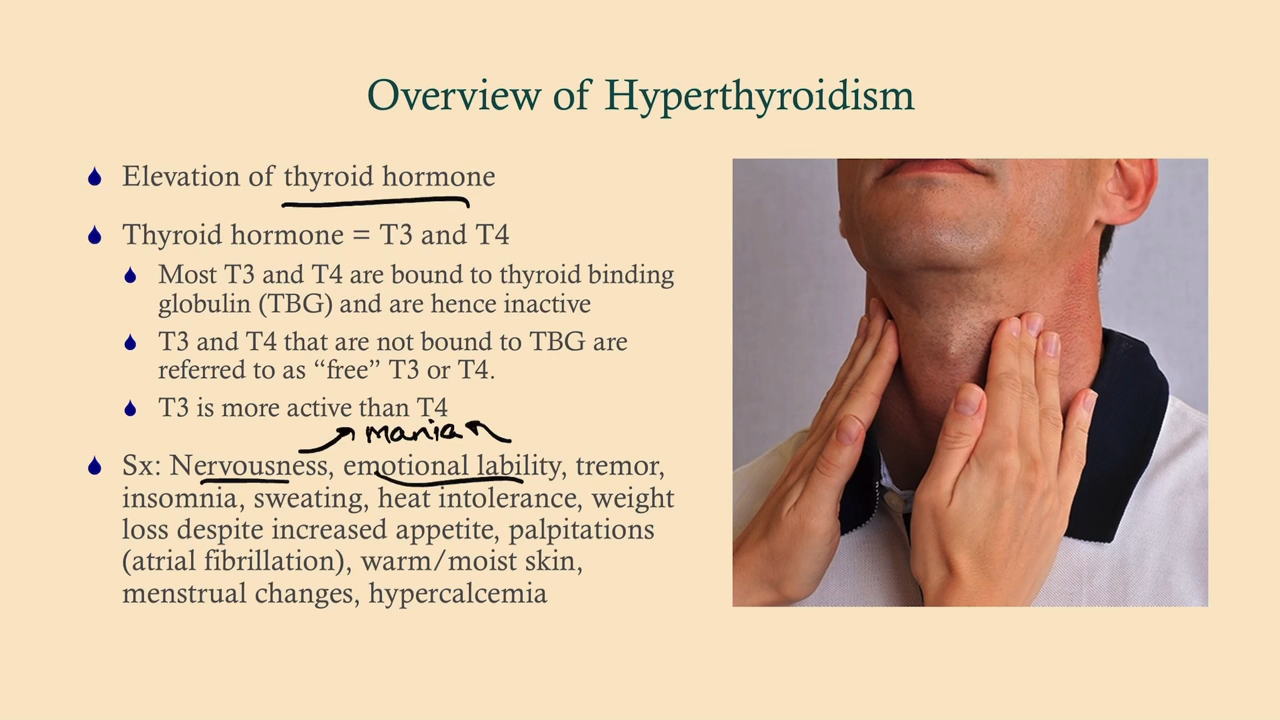 Overview of Hyperthyroidism
Elevation of thyroid hormone
Thyroid hormone = T3 and T4
Most T3 and T4 are bound to thyroid binding
globulin (TBG) and are hence inactive
T3 and T4 that are not bound to TBG are
referred to as “free” T3 or T4.
T3 is more active than T4
mania
Sx: Nervousness, emotional lability, tremor,
insomnia, sweating, heat intolerance, weight
loss despite increased appetite, palpitations
(atrial fibrillation), warm/moist skin,
menstrual changes, hypercalcemia